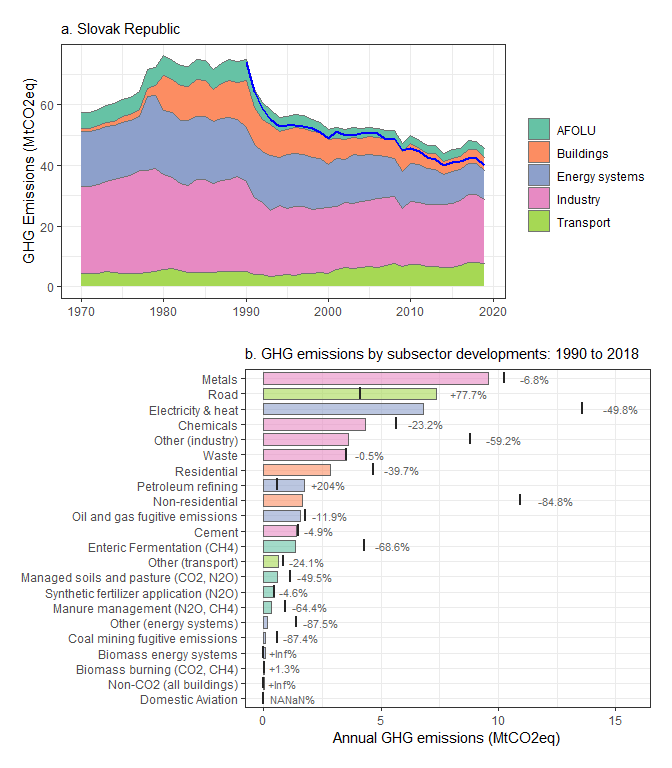 a. Slovak Republic
GHG Emissions (MtCO2eq)
60
40
20
0
1970
1980
1990
2000
2010
2020
AFOLU
Buildings
Energy systems
Industry
Transport
b. GHG emissions by subsector developments: 1990 to 2018
Metals -6.8%
Road +77.7%
Electricity & heat -49.8%
Chemicals -23.2%
Other (industry) -59.2%
Waste -0.5%
Residential -39.7%
Petroleum refining +204%
Non-residential -84.8%
Oil and gas fugitive emissions -11.9%
Cement -4.9%
Enteric Fermentation (CH4) -68.6%
Other (transport) -24.1%
Managed soils and pasture (CO2, N2O) -49.5%
Synthetic fertilizer application (N2O) -4.6%
Manure management (N2O, CH4) -64.4%
Other (energy systems) -87.5%
Coal mining fugitive emissions -87.4%
Biomass energy systems +Inf%
Biomass burning (CO2, CH4) +1.3%
Non-CO2 (all buildings) +Inf%
Domestic Aviation NANaN%
0
5
10
15
Annual GHG emissions (MtCO2eq)